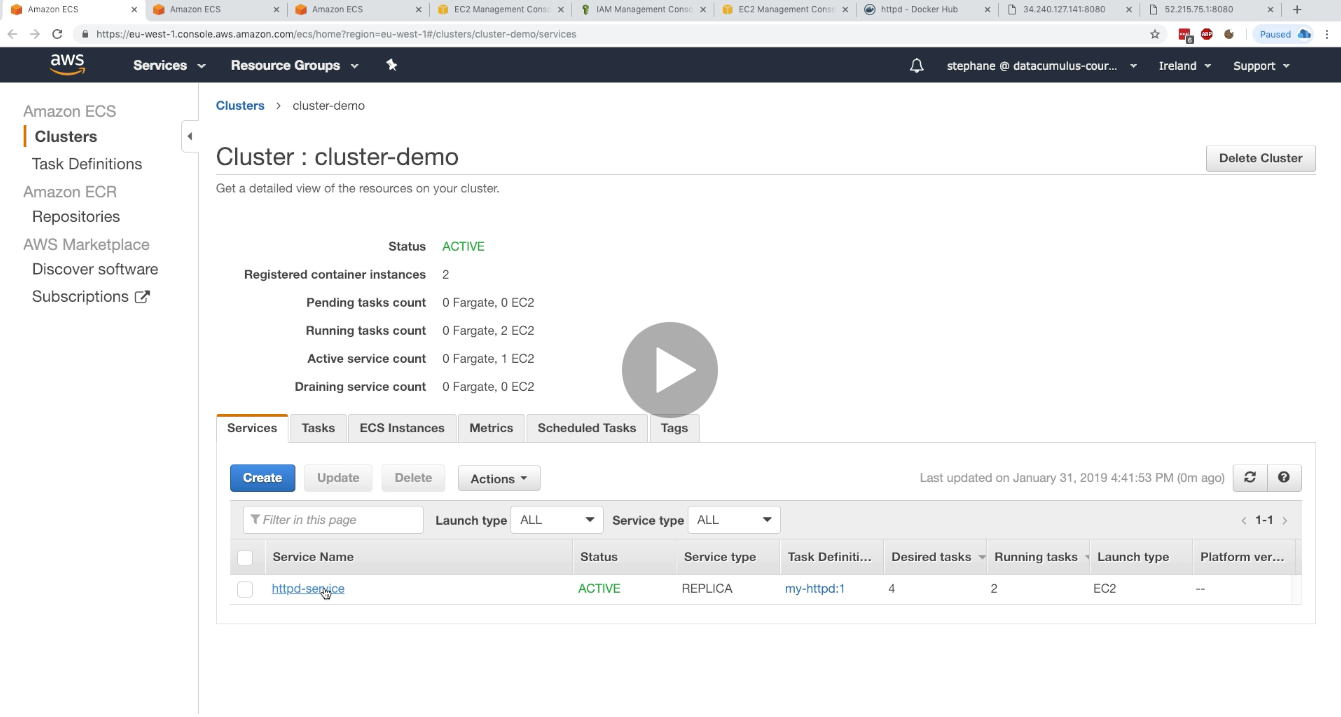 Amazon ECS
Amazon ECS
Amazon ECS
EC2 Management Conso
IAM Management Conso
EC2 Management Conso
httpd - Docker Hub
34.240.127.141:8080
52.215.75.1:8080
https://eu-west-1.console.aws.amazon.com/ecs/home?region=eu-west-1#/clusters/cluster-demo/services
ABP
Paused
aws
Services
Resource Groups
stephane @ datacumulus-cour...
Ireland
Support
Amazon ECS
Clusters
Task Definitions
Amazon ECR
Repositories
AWS Marketplace
Discover software
Subscriptions
Clusters > cluster-demo
Cluster : cluster-demo
Delete Cluster
Get a detailed view of the resources on your cluster.
Status ACTIVE
Registered container instances 2
Pending tasks count 0 Fargate, 0 EC2
Running tasks count 0 Fargate, 2 EC2
Active service count 0 Fargate, 1 EC2
Draining service count 0 Fargate, 0 EC2
Services Tasks ECS Instances Metrics Scheduled Tasks Tags
Create Update Delete Actions
Last updated on January 31, 2019 4:41:53 PM (0m ago)
Filter in this page Launch type ALL Service type ALL < 1-1 >
Service Name Status Service type Task Definiti... Desired tasks Running tasks Launch type Platform ver...
httpd-service ACTIVE REPLICA my-httpd:1 4 2 EC2 --